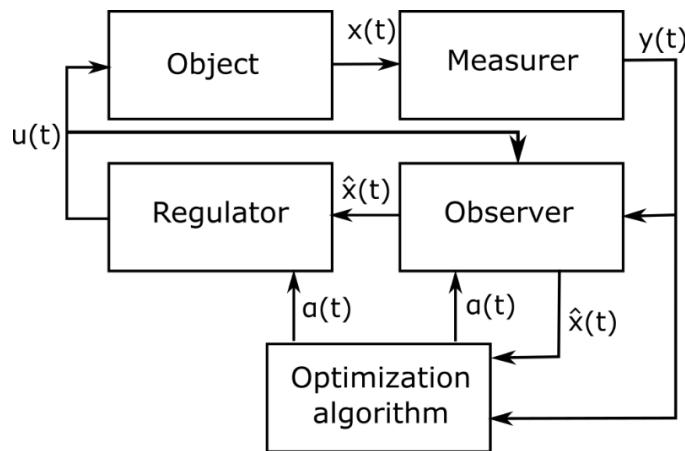 x(t)
y(t)
Object
Measurer
u(t)
x̂(t)
Regulator
Observer
ɑ(t)
ɑ(t)
x̂(t)
Optimization
algorithm